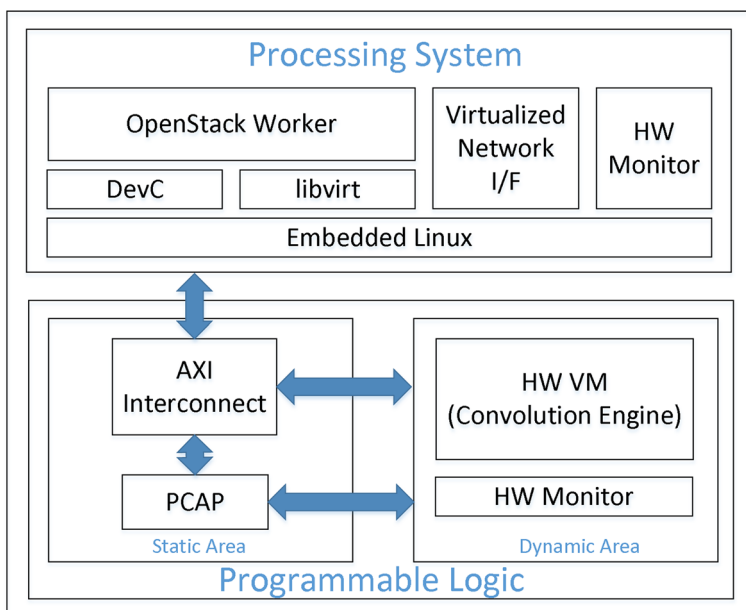 Processing System
OpenStack Worker
Virtualized
Network
I/F
HW
Monitor
DevC
libvirt
Embedded Linux
AXI
Interconnect
HW VM
(Convolution Engine)
PCAP
HW Monitor
Static Area
Dynamic Area
Programmable Logic